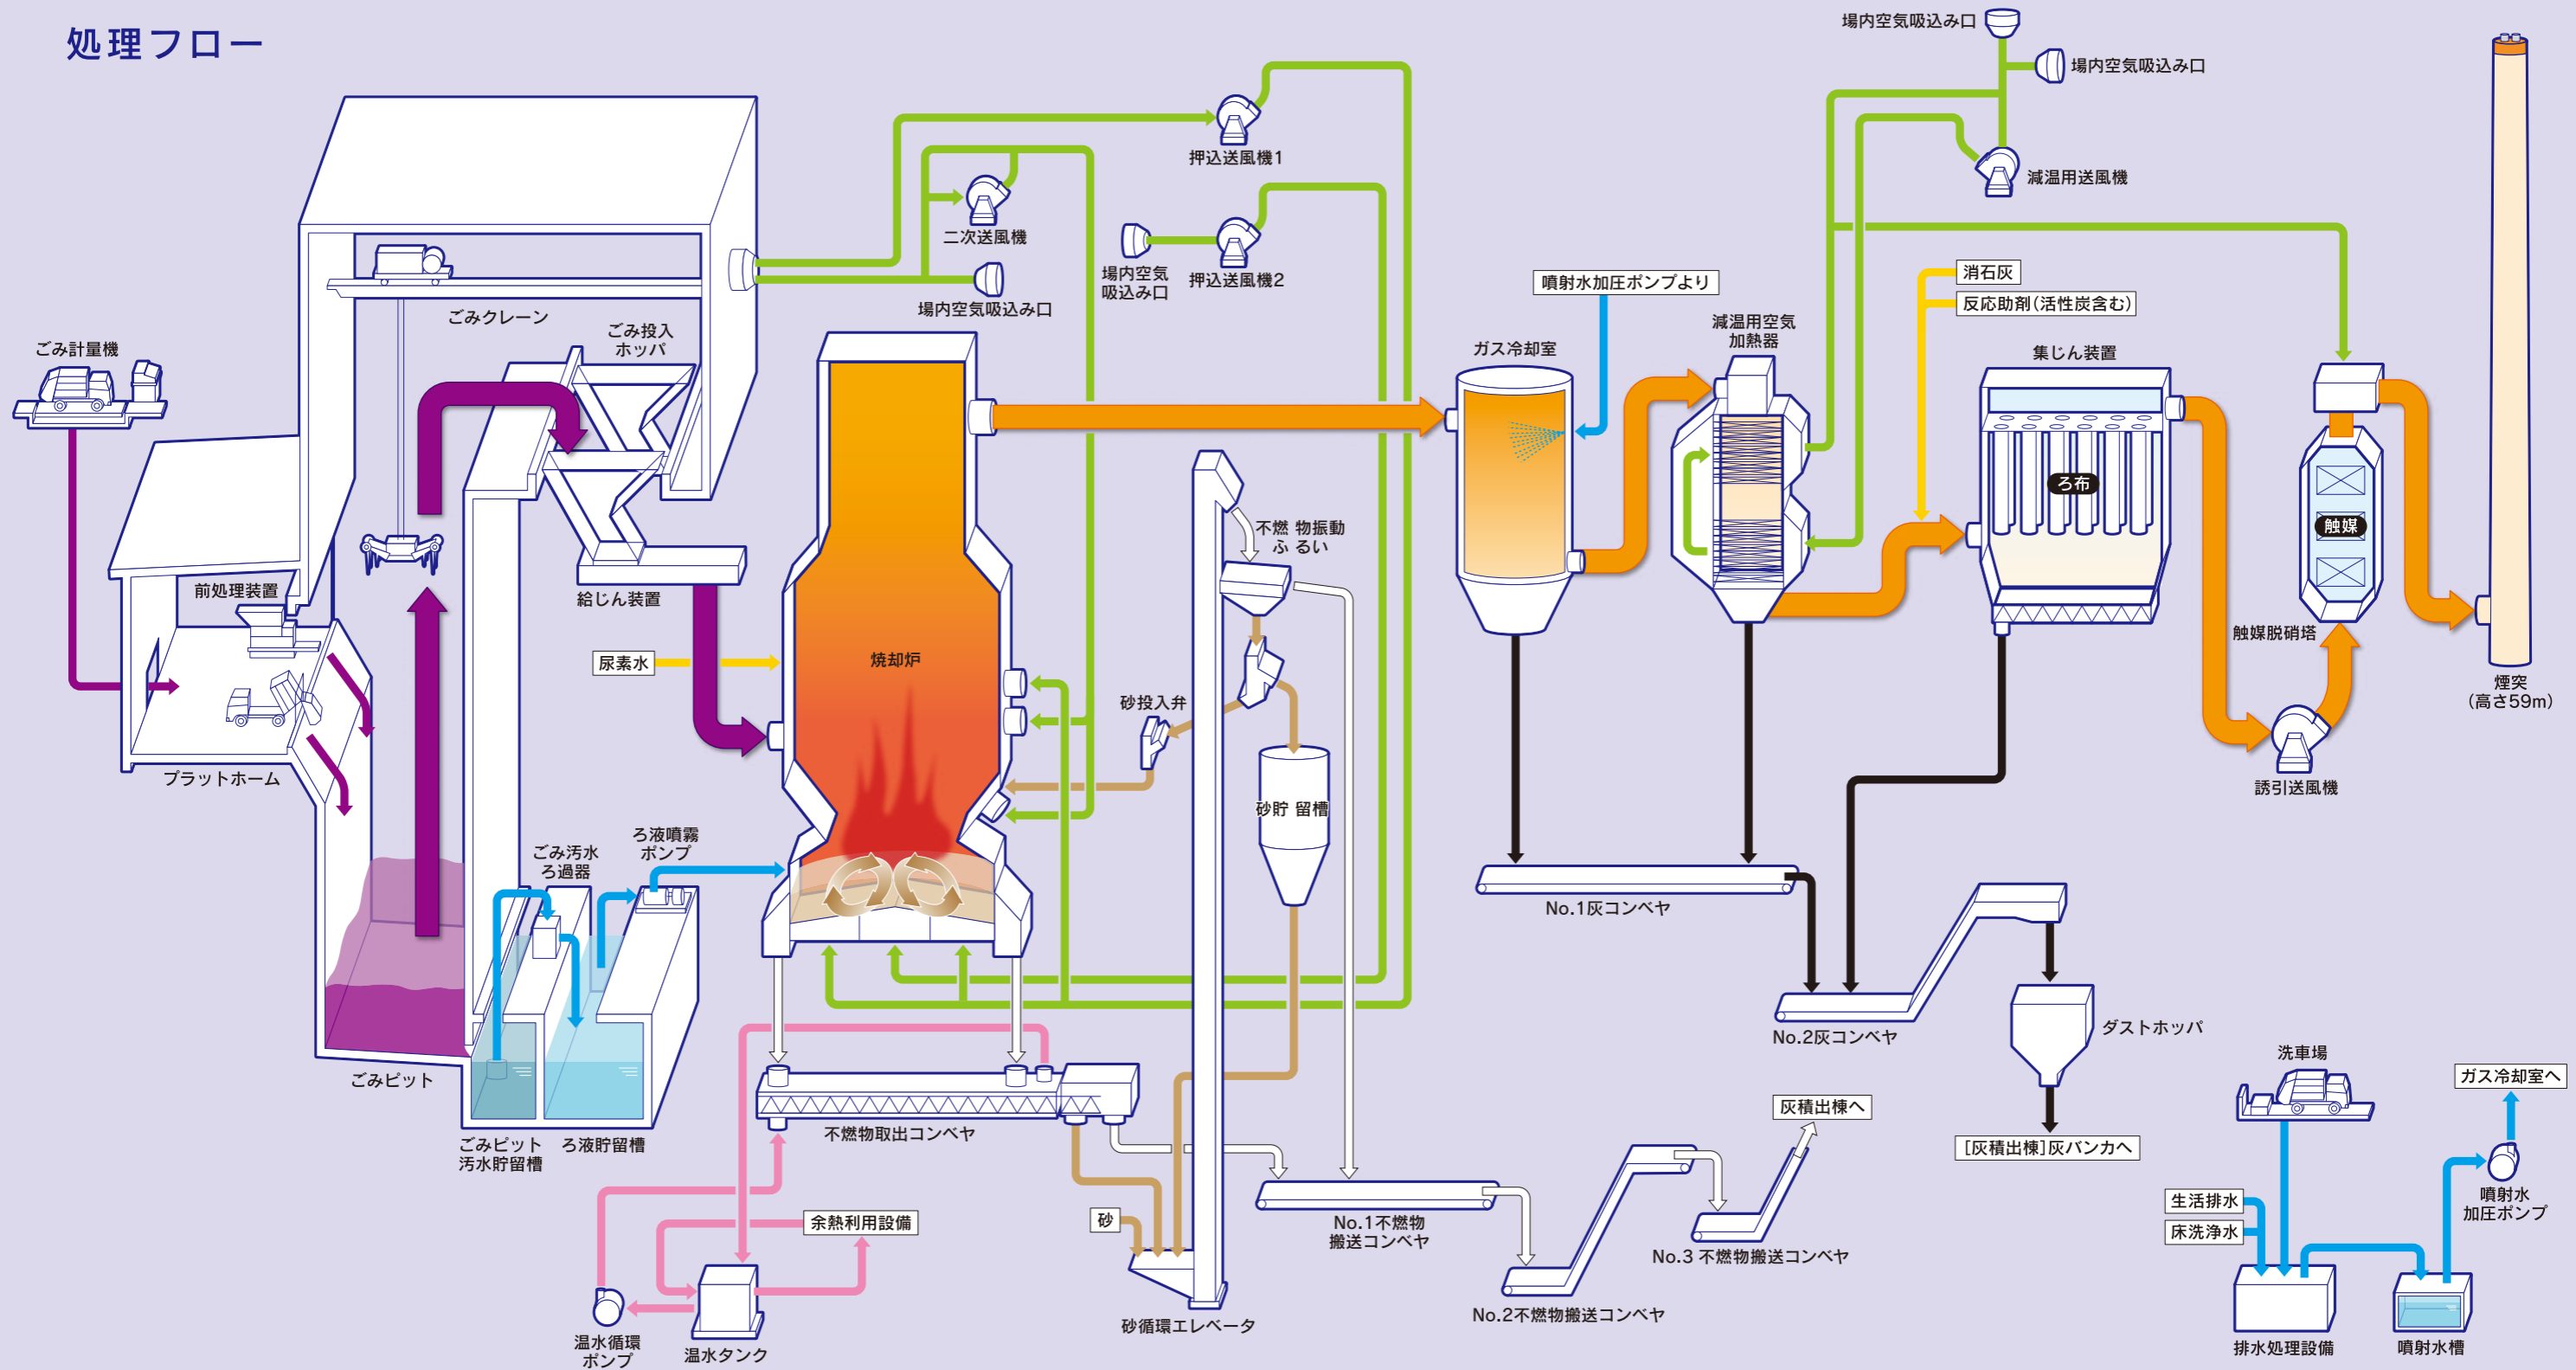 処理フロー
場内空気吸込み口
場内空気吸込み口
押込送風機1
減温用送風機
二次送風機
場内空気
吸込み口
押込送風機2
場内空気吸込み口
噴射水加圧ポンプより
消石灰
反応助剤(活性炭含む)
ごみクレーン
ごみ投入
ホッパ
ごみ計量機
ガス冷却室
減温用空気
加熱器
集じん装置
ろ布
触媒
不燃 物振動
ふ るい
前処理装置
給じん装置
尿素水
焼却炉
触媒脱硝塔
煙突
(高さ59m)
砂投入弁
プラットホーム
誘引送風機
砂貯 留槽
ろ液噴霧
ポンプ
ごみ汚水
ろ過器
No.1灰コンベヤ
No.2灰コンベヤ
ダストホッパ
ごみピット
洗車場
ガス冷却室へ
灰積出棟へ
不燃物取出コンベヤ
ごみピット
汚水貯留槽
ろ液貯留槽
[灰積出棟]灰バンカへ
生活排水
床洗浄水
噴射水
加圧ポンプ
余熱利用設備
砂
No.1不燃物
搬送コンベヤ
No.3 不燃物搬送コンベヤ
No.2不燃物搬送コンベヤ
砂循環エレベータ
温水循環
ポンプ
温水タンク
排水処理設備
噴射水槽